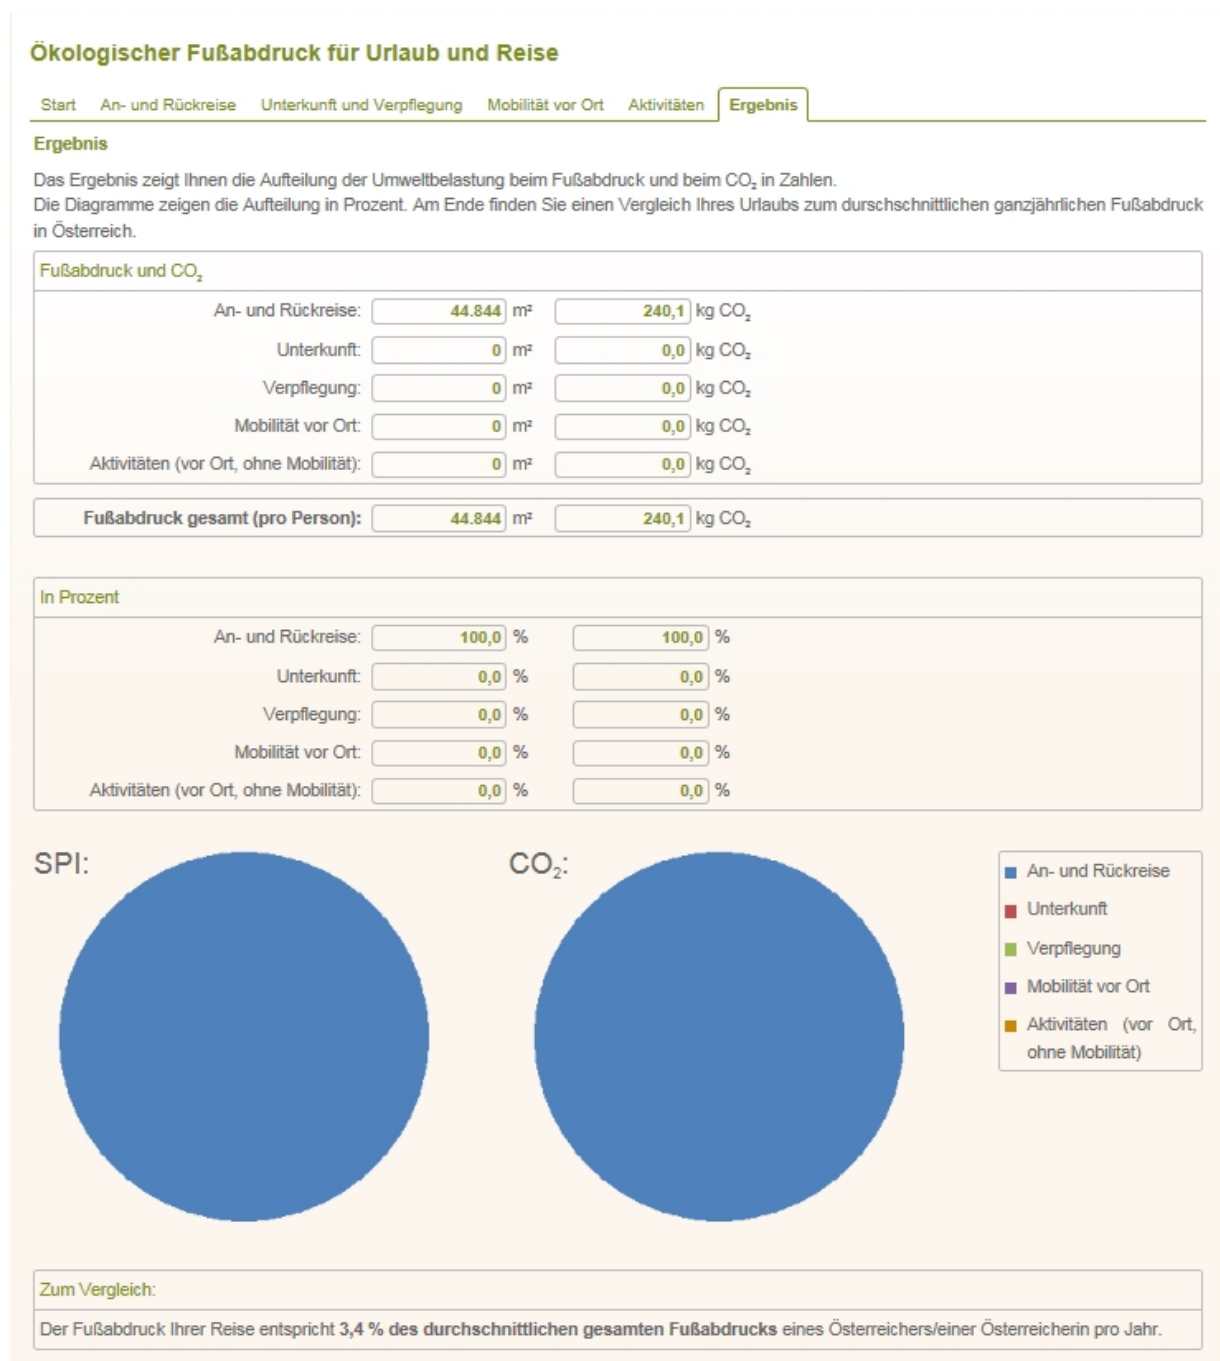 Ökologischer Fußabdruck für Urlaub und Reise
Start An- und Rückreise Unterkunft und Verpflegung Mobilität vor Ort Aktivitäten Ergebnis
Ergebnis
Das Ergebnis zeigt Ihnen die Aufteilung der Umweltbelastung beim Fußabdruck und beim CO₂ in Zahlen.
Die Diagramme zeigen die Aufteilung in Prozent. Am Ende finden Sie einen Vergleich Ihres Urlaubs zum durschschnittlichen ganzjährlichen Fußabdruck
in Österreich.
Fußabdruck und CO₂
An- und Rückreise: 44.844 m² 240,1 kg CO₂
Unterkunft: 0 m² 0,0 kg CO₂
Verpflegung: 0 m² 0,0 kg CO₂
Mobilität vor Ort: 0 m² 0,0 kg CO₂
Aktivitäten (vor Ort, ohne Mobilität): 0 m² 0,0 kg CO₂
Fußabdruck gesamt (pro Person): 44.844 m² 240,1 kg CO₂
In Prozent
An- und Rückreise: 100,0 % 100,0 %
Unterkunft: 0,0 % 0,0 %
Verpflegung: 0,0 % 0,0 %
Mobilität vor Ort: 0,0 % 0,0 %
Aktivitäten (vor Ort, ohne Mobilität): 0,0 % 0,0 %
SPI: CO₂:
An- und Rückreise
Unterkunft
Verpflegung
Mobilität vor Ort
Aktivitäten (vor Ort,
ohne Mobilität)
Zum Vergleich:
Der Fußabdruck Ihrer Reise entspricht 3,4 % des durchschnittlichen gesamten Fußabdrucks eines Österreichers/einer Österreicherin pro Jahr.